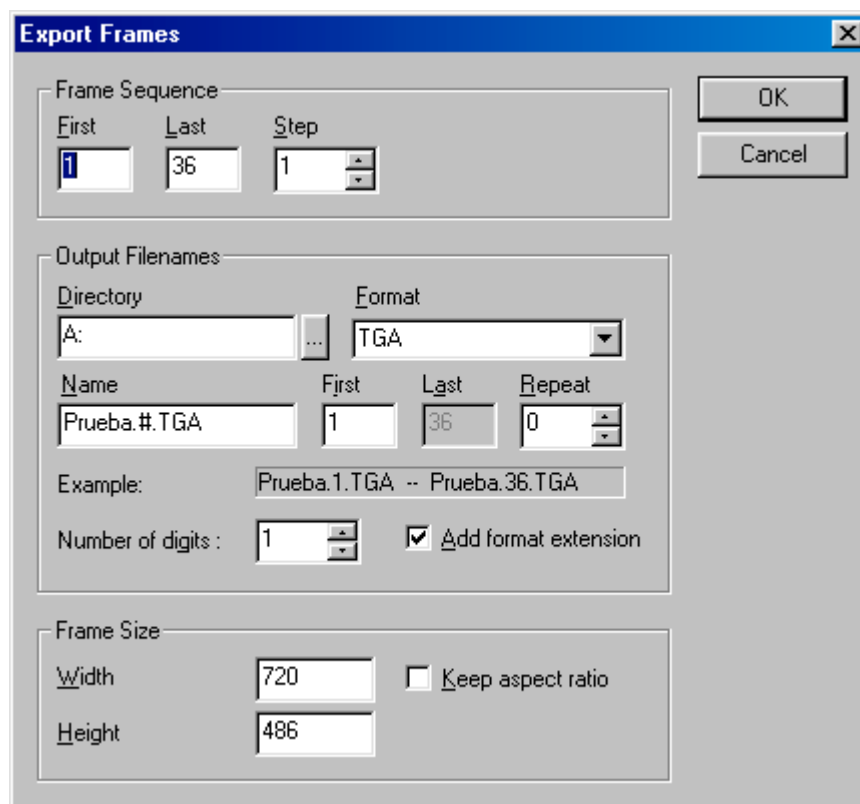 Export Frames
Frame Sequence
OK
First Last Step
1 36 1
Cancel
Output Filenames
Directory Format
A: ... TGA
Name First Last Repeat
Prueba.#.TGA 1 36 0
Example: Prueba.1.TGA -- Prueba.36.TGA
Number of digits : 1 Add format extension
Frame Size
Width 720 Keep aspect ratio
Height 486